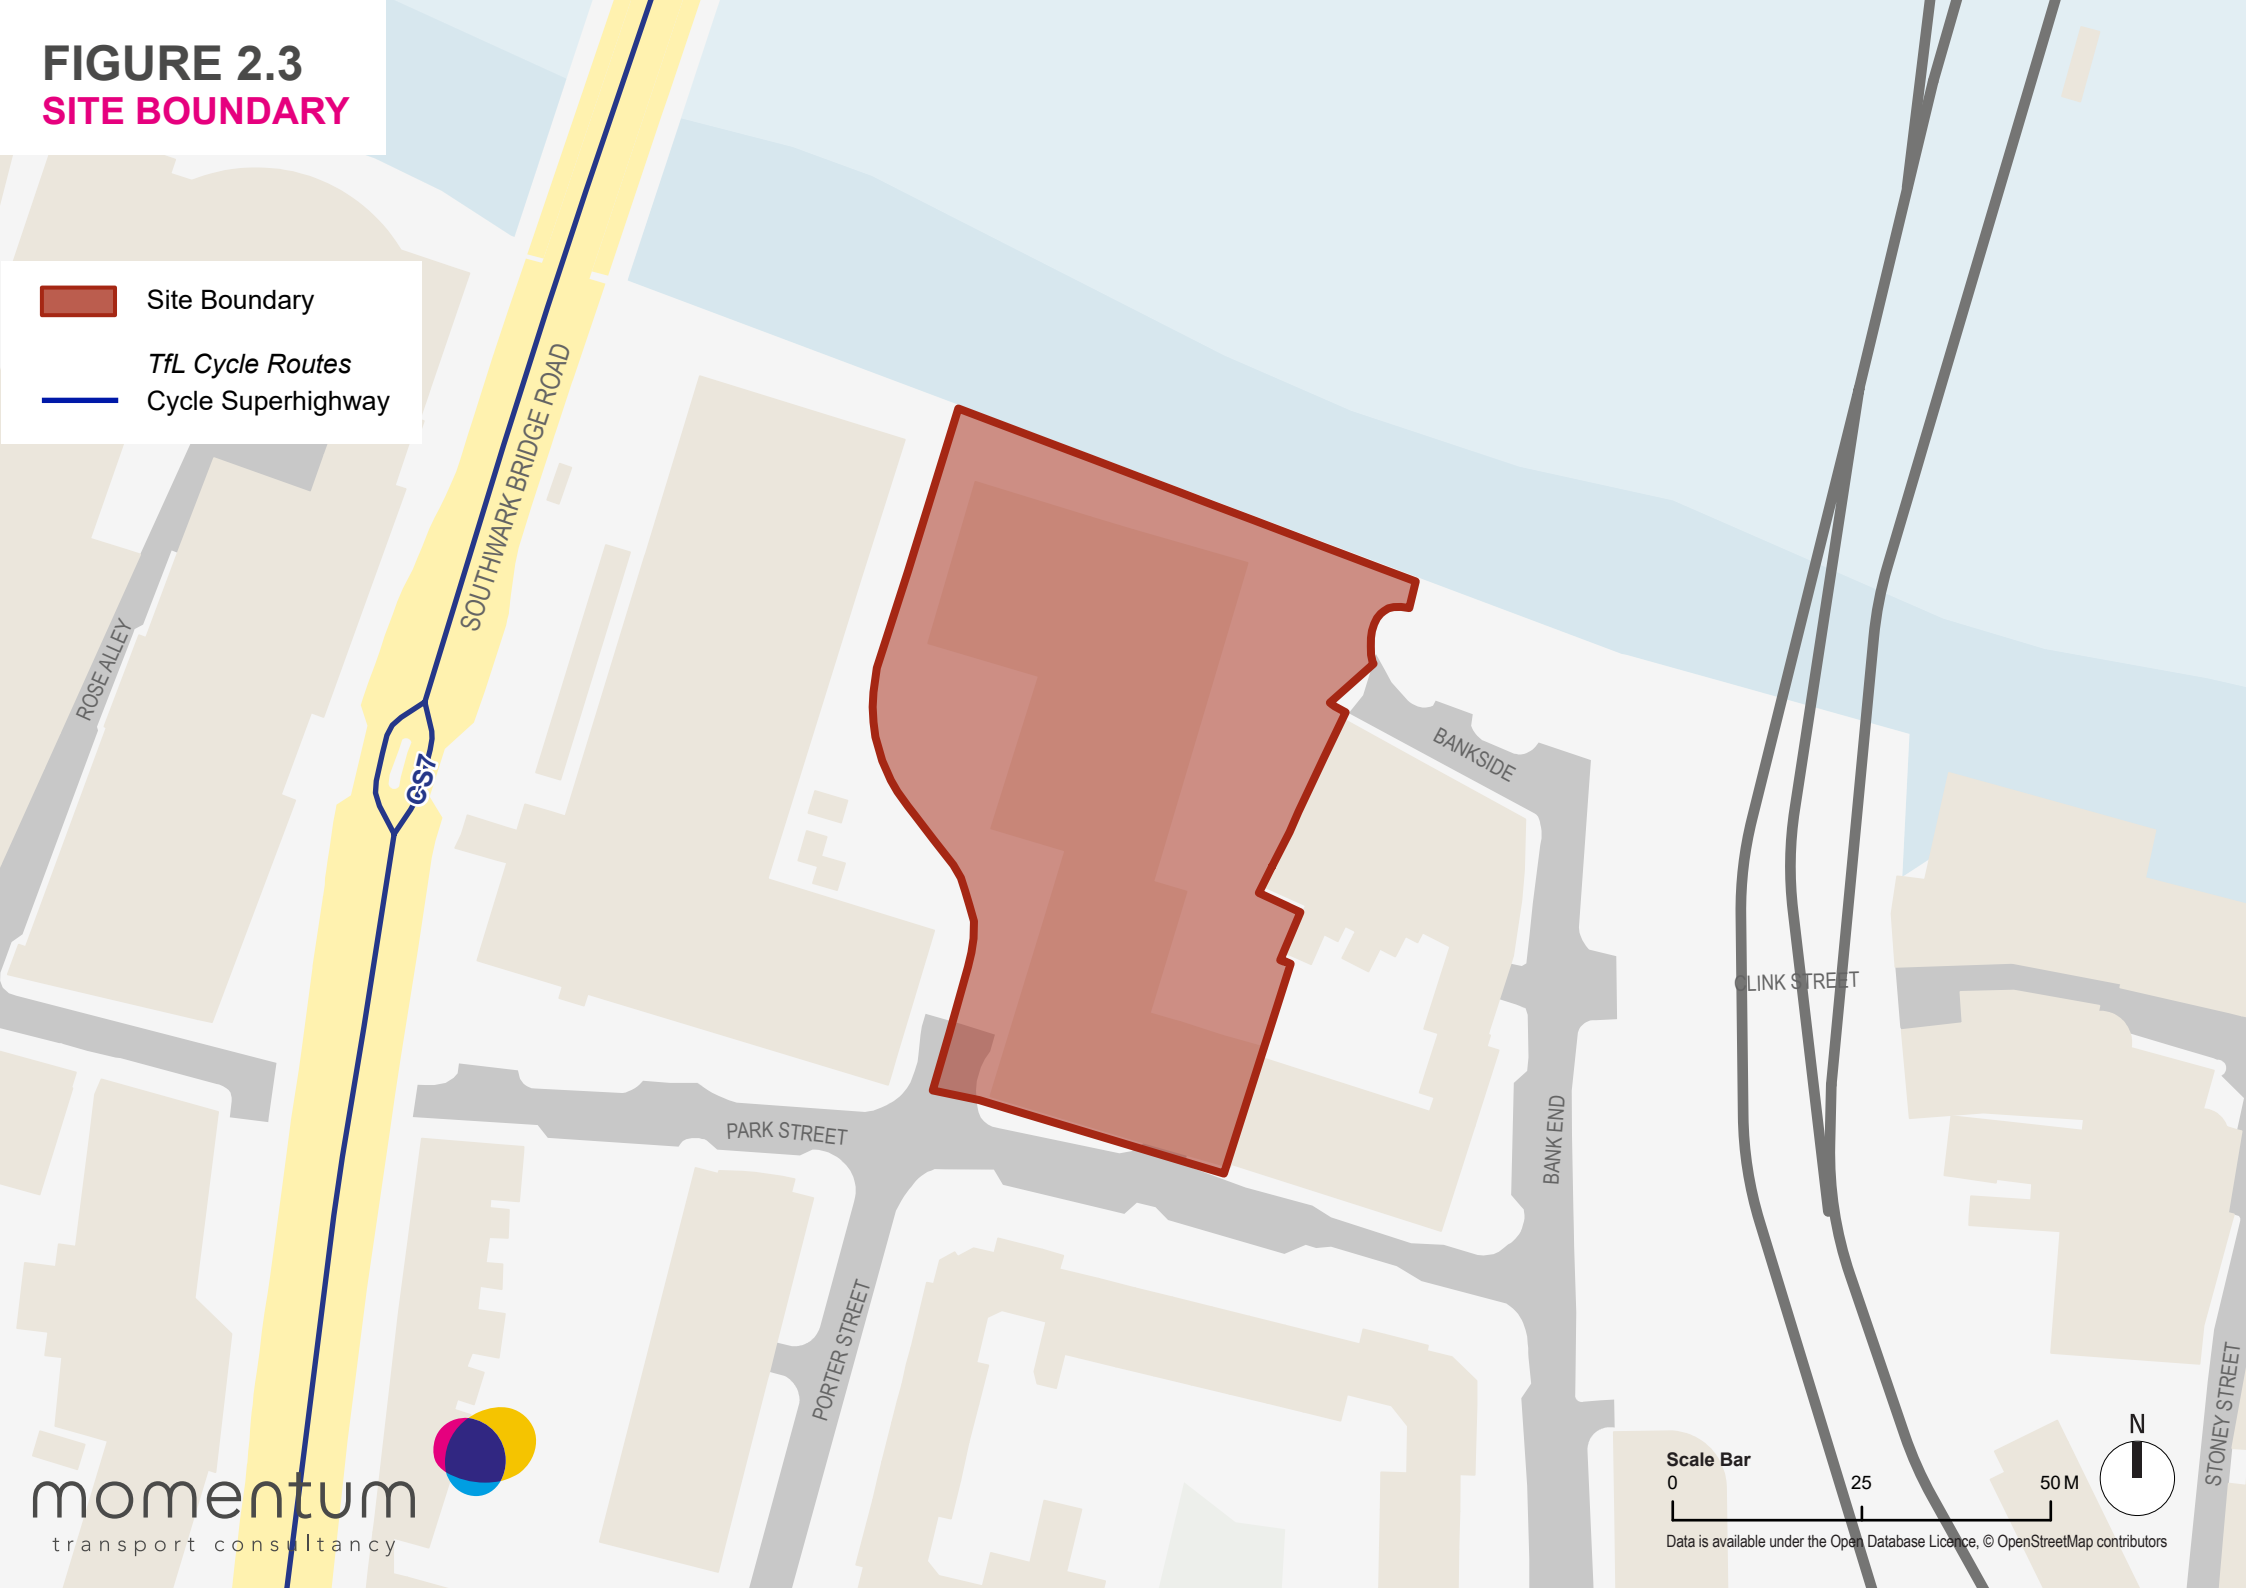 FIGURE 2.3
SITE BOUNDARY
Site Boundary
TfL Cycle Routes
Cycle Superhighway
SOUTHWARK BRIDGE ROAD
ROSE ALLEY
CS7
BANKSIDE
CLINK STREET
PARK STREET
BANK END
PORTER STREET
STONEY STREET
momentum
transport consultancy
Scale Bar
0 25 50 M
N
Data is available under the Open Database Licence, © OpenStreetMap contributors